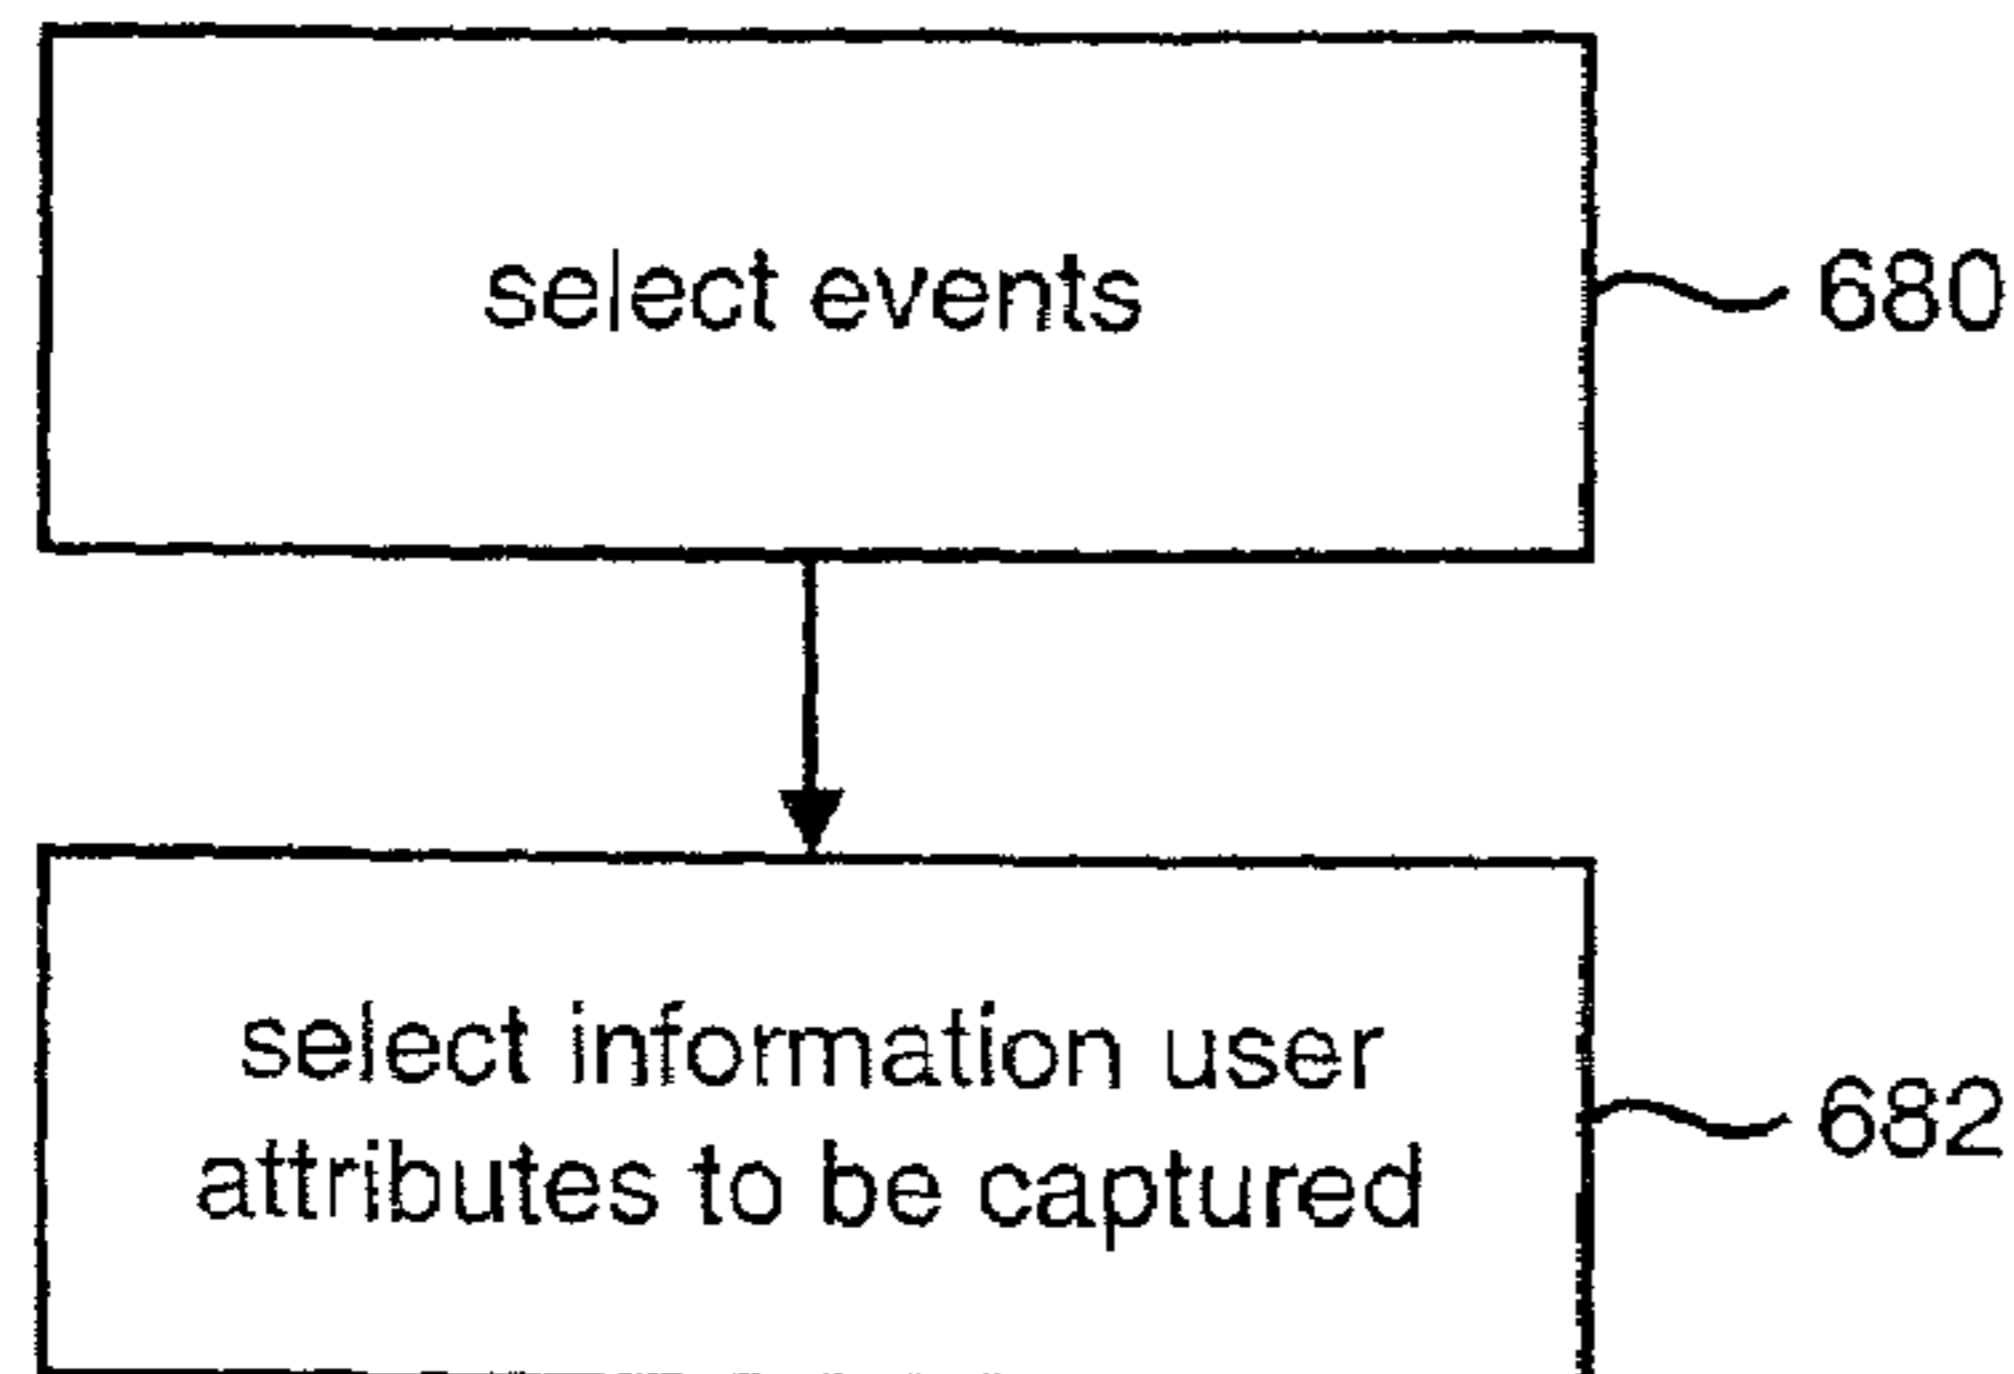 select events
680
select information user
attributes to be captured
682